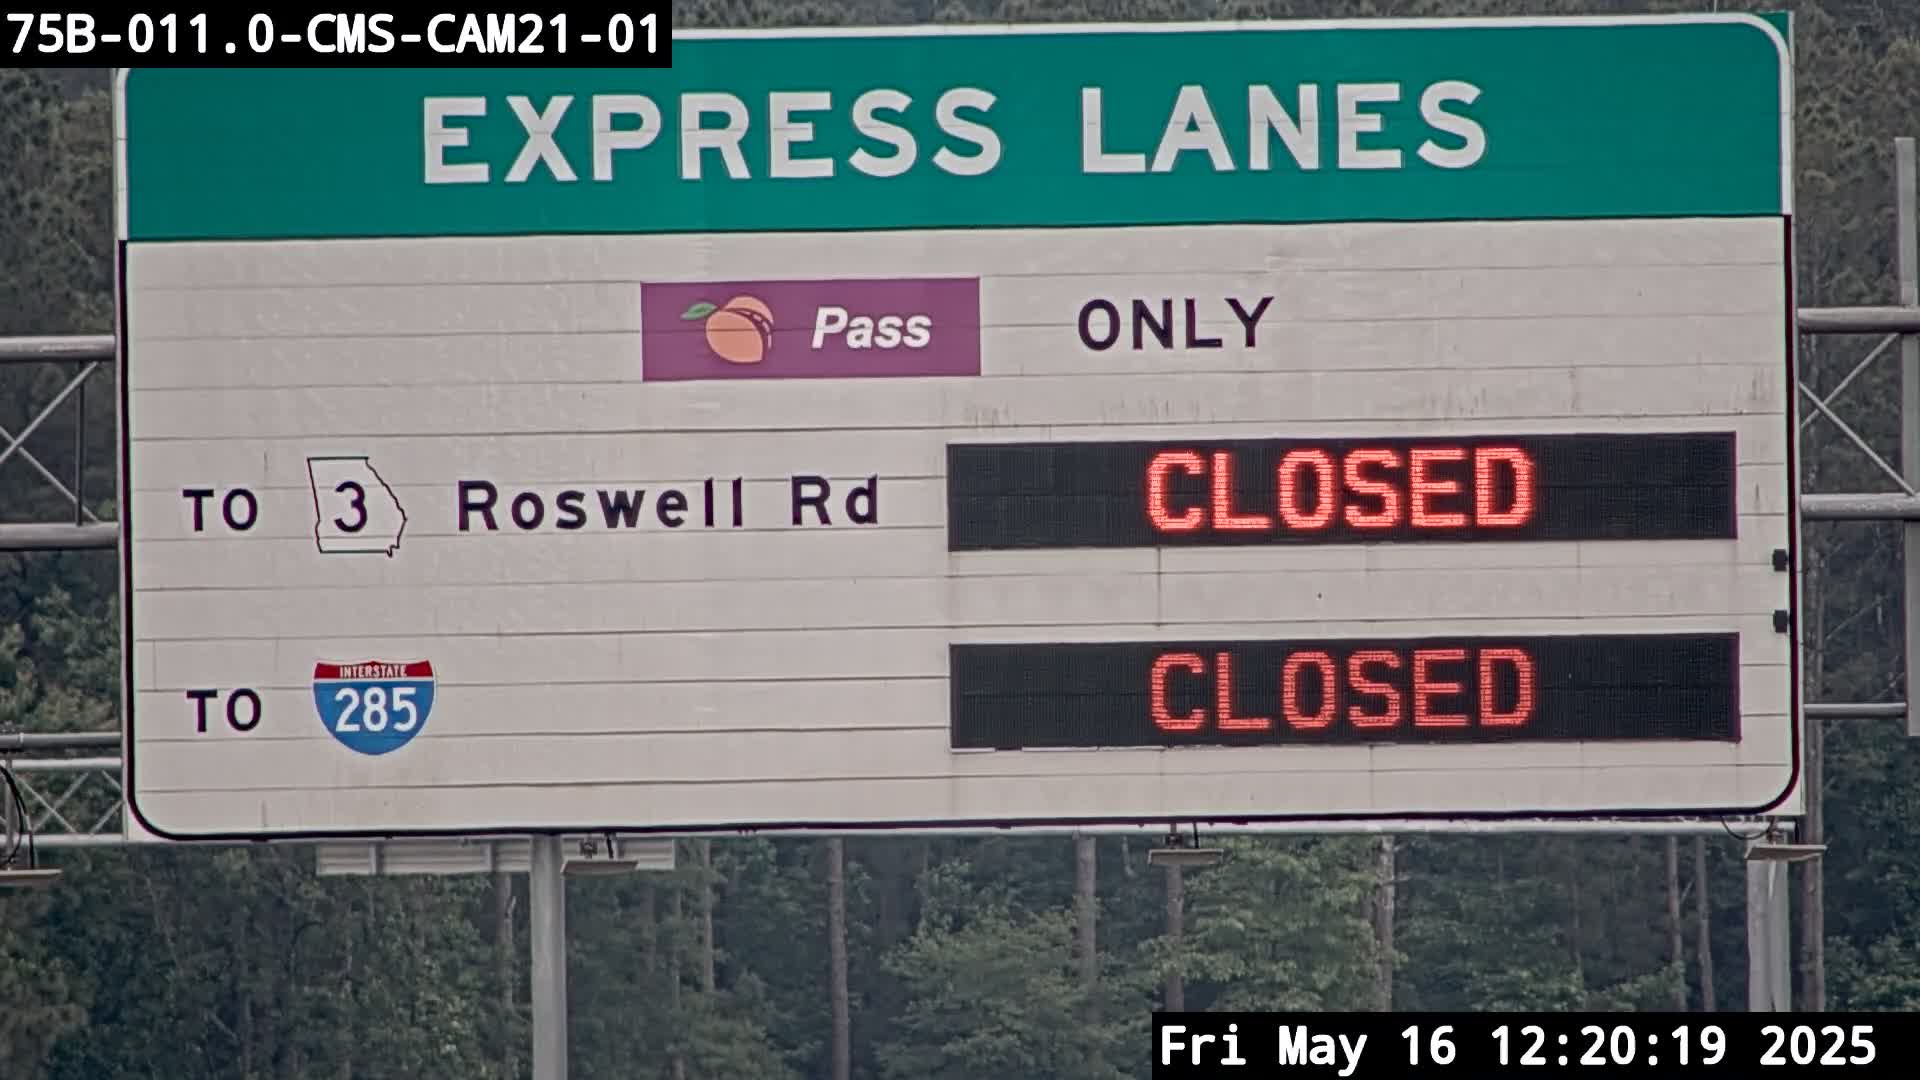 75B-011.0-CMS-CAM21-01
EXPRESS LANES
Pass ONLY
TO 3 Roswell Rd CLOSED
INTERSTATE
TO 285 CLOSED
Fri May 16 12:20:19 2025